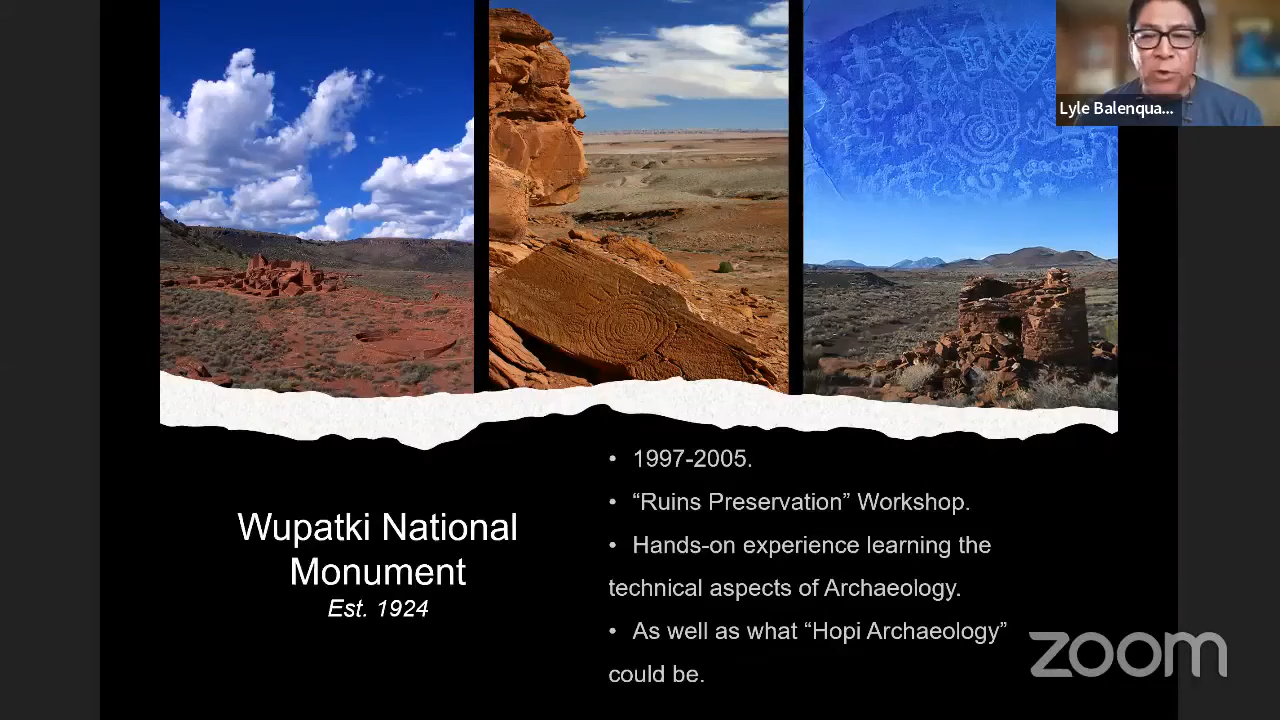 Lyle Balenqua...
Wupatki National
Monument
Est. 1924
• 1997-2005.
• “Ruins Preservation” Workshop.
• Hands-on experience learning the
technical aspects of Archaeology.
• As well as what “Hopi Archaeology”
could be.
zoom